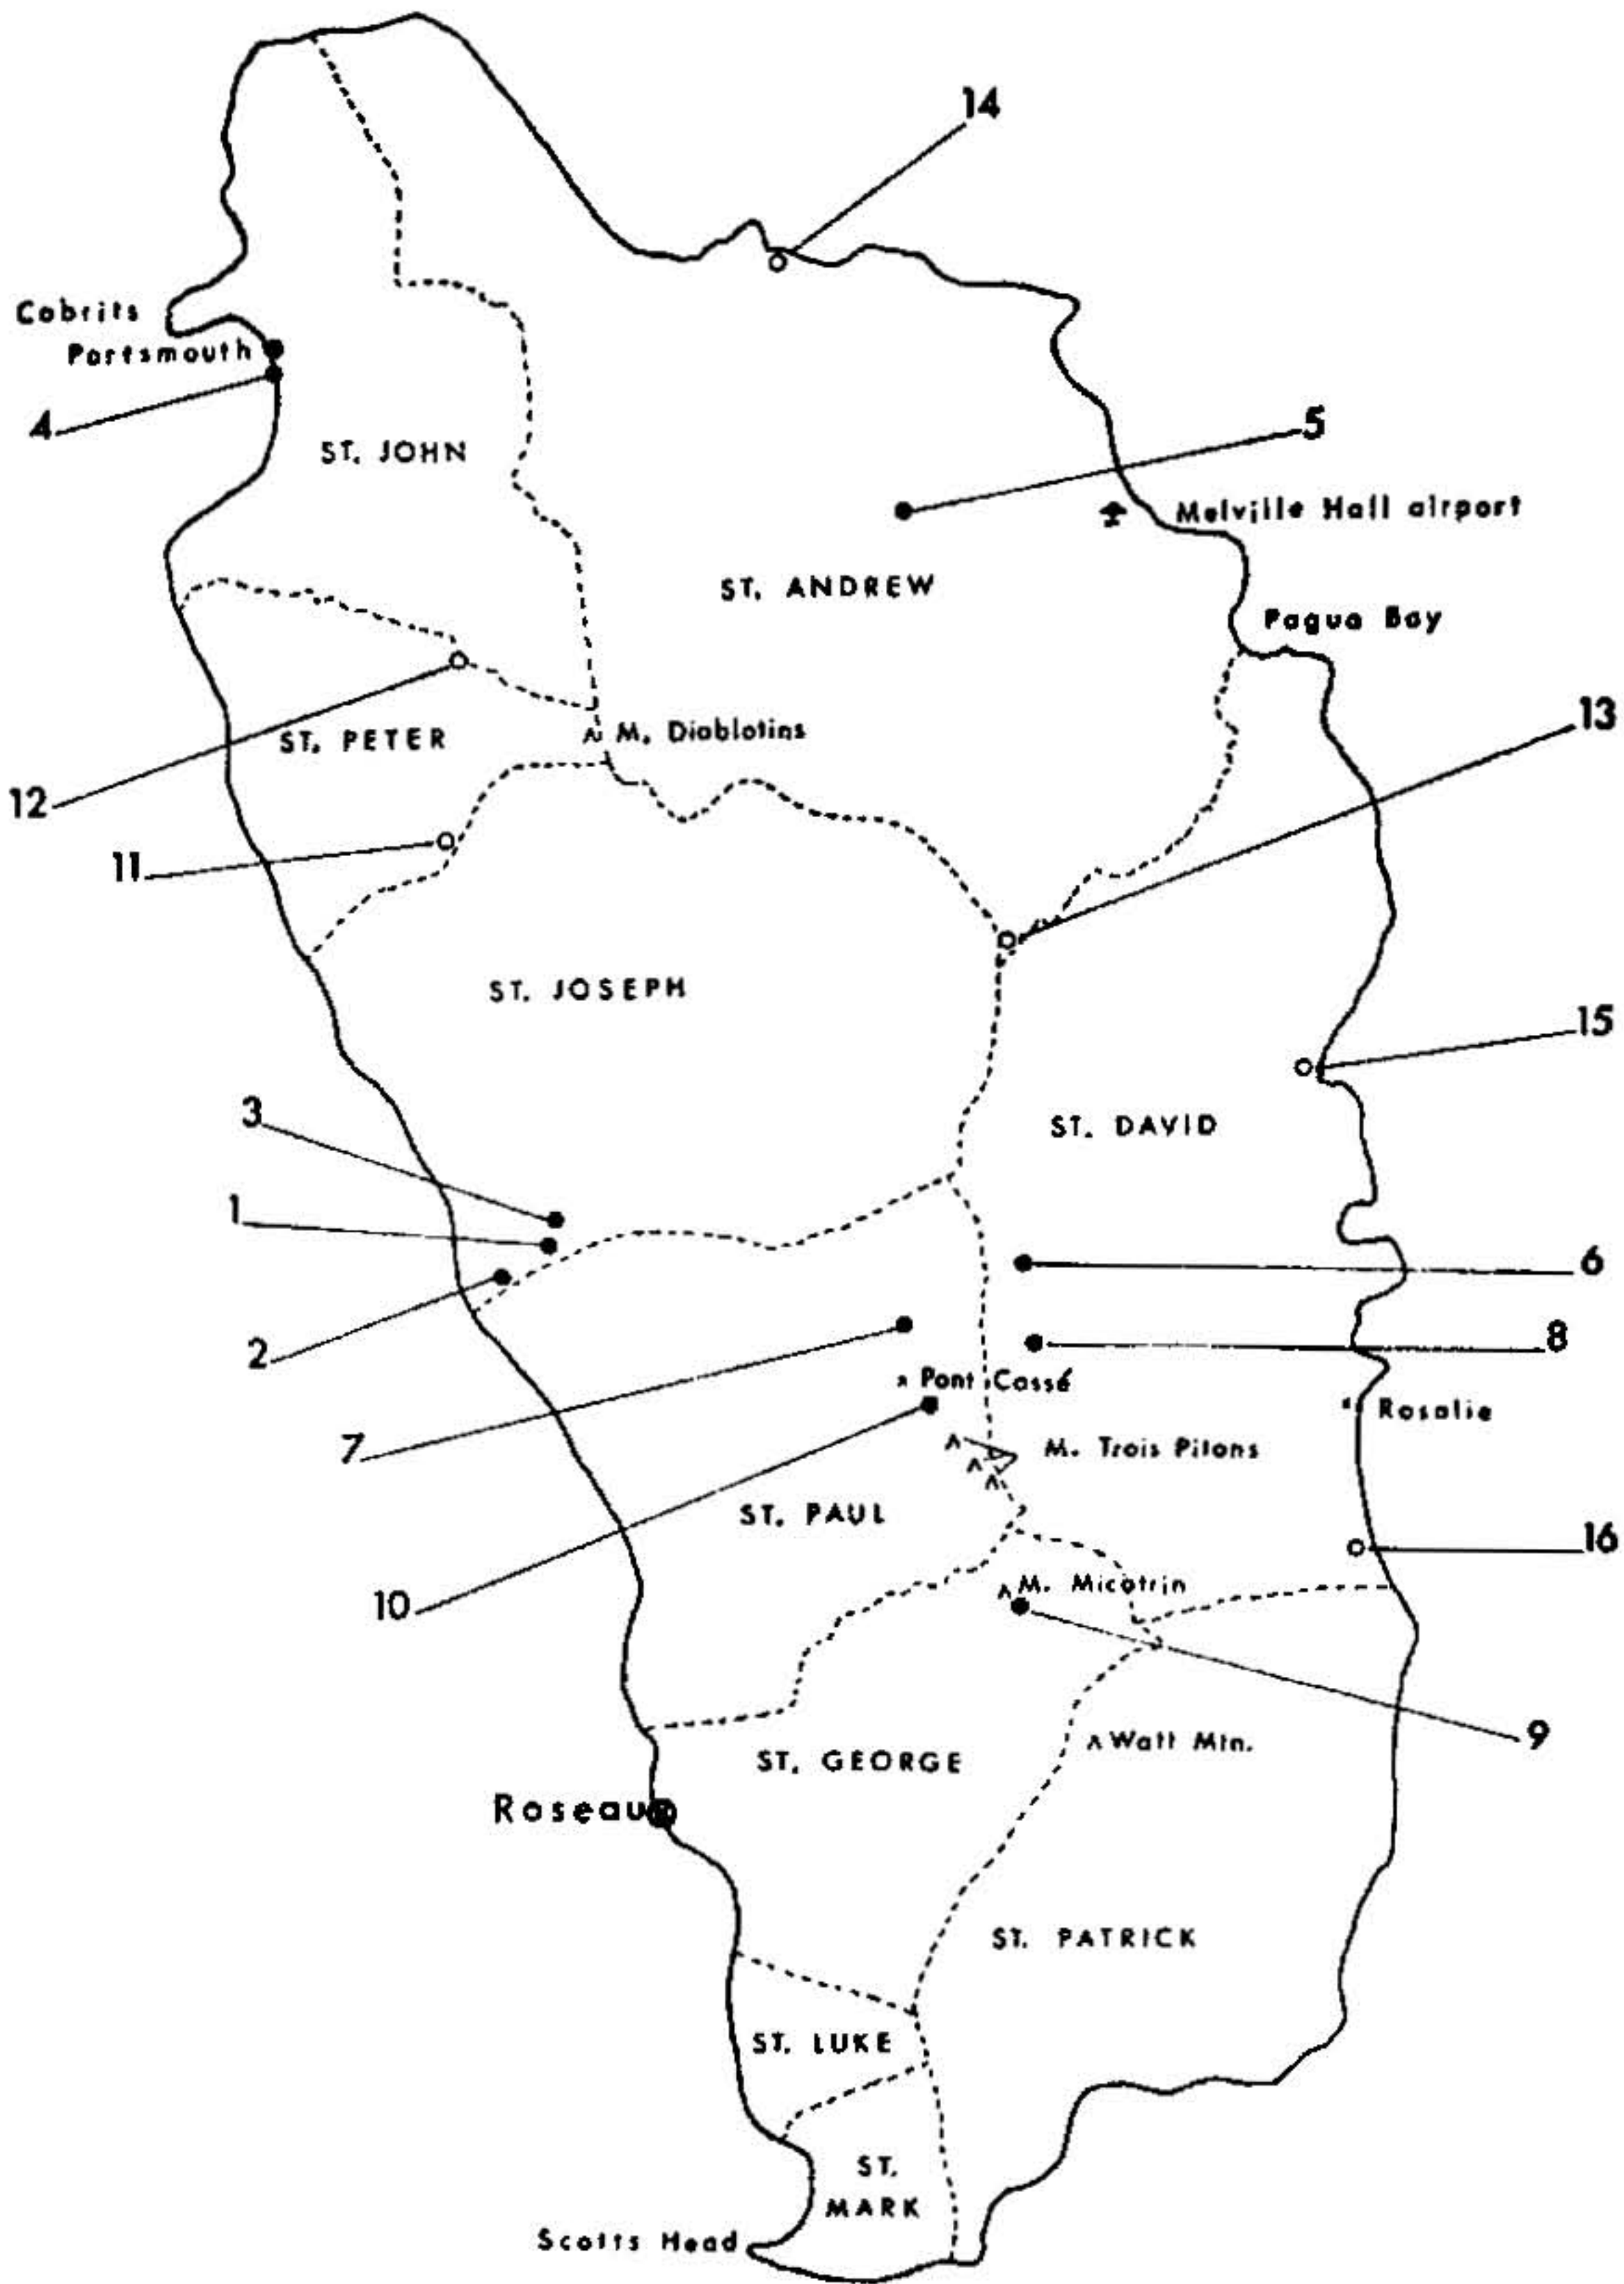 14
Cabrits
Portsmouth
4
5
ST. JOHN
Melville Hall airport
ST. ANDREW
Pagua Bay
13
ST. PETER
M. Diablotins
12
11
ST. JOSEPH
15
3
ST. DAVID
1
6
2
8
Pont Cassé
Rosalie
7
M. Trois Pitons
ST. PAUL
16
10
M. Micotrin
9
Watt Mtn.
ST. GEORGE
Roseau
ST. PATRICK
ST. LUKE
ST.
MARK
Scotts Head